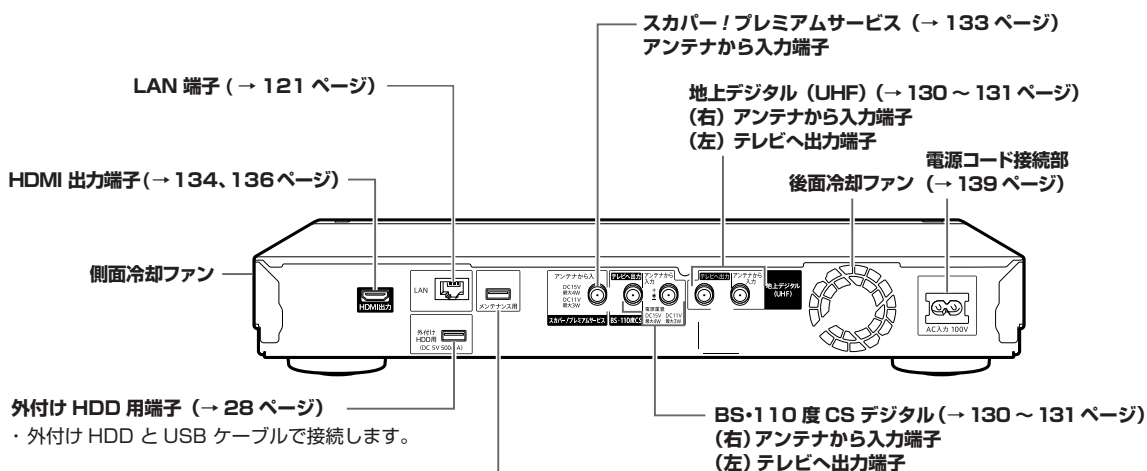 スカパー！プレミアムサービス（→ 133 ページ）
アンテナから入力端子
LAN 端子 ( → 121 ページ）
地上デジタル（UHF）（→ 130 ～ 131 ページ）
（右）アンテナから入力端子
（左）テレビへ出力端子
電源コード接続部
HDMI 出力端子（→ 134、136 ページ）
後面冷却ファン
（→ 139 ページ）
側面冷却ファン
HDMI出力
LAN
メンテナンス用
外付け
HDD用
アンテナから入
DC15V
最大4W
DC11V
最大3W
スカパー！プレミアムサービス
テレビへ出力
アンテナから
入力
BS･110度CS
電源重畳
DC15V DC11V
最大4W 最大3W
テレビへ出力
アンテナから
入力
地上デジタル
(UHF)
AC入力 100V
外付け HDD 用端子（→ 28 ページ）
・外付け HDD と USB ケーブルで接続します。
BS・110 度 CS デジタル（→ 130 ～ 131 ページ）
（右）アンテナから入力端子
（左）テレビへ出力端子